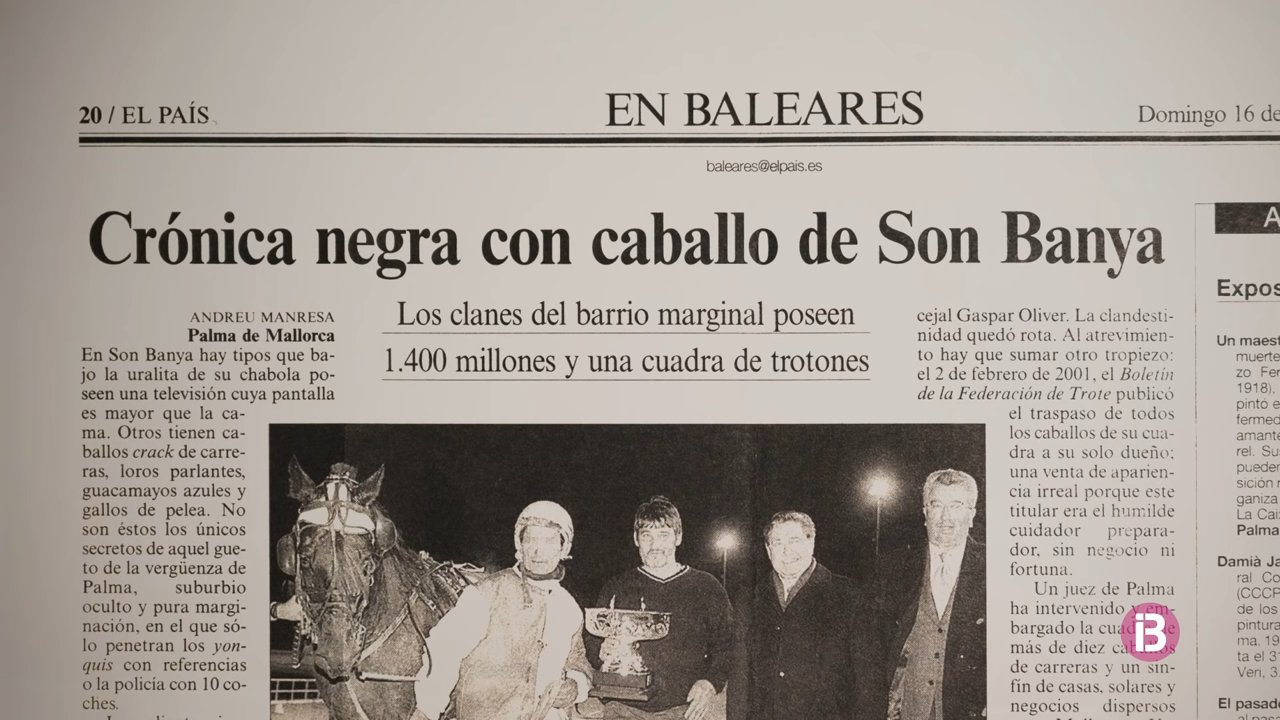 20 / EL PAÍS
EN BALEARES
Domingo 16 de
baleares@elpais.es
Crónica negra con caballo de Son Banya
ANDREU MANRESA
Palma de Mallorca
En Son Banya hay tipos que ba-
jo la uralita de su chabola po-
seen una televisión cuya pantalla
es mayor que la ca-
ma. Otros tienen ca-
ballos crack de carre-
ras, loros parlantes,
guacamayos azules y
gallos de pelea. No
son éstos los únicos
secretos de aquel gue-
to de la vergüenza de
Palma, suburbio
oculto y pura margi-
nación, en el que só-
lo penetran los yon-
quis con referencias
o la policía con 10 co-
ches.
Los clanes del barrio marginal poseen
1.400 millones y una cuadra de trotones
cejal Gaspar Oliver. La clandesti-
nidad quedó rota. Al atrevimien-
to hay que sumar otro tropiezo:
el 2 de febrero de 2001, el Boletín
de la Federación de Trote publicó
el traspaso de todos
los caballos de su cua-
dra a su solo dueño:
una venta de aparien-
cia irreal porque este
titular era el humilde
cuidador prepara-
dor, sin negocio ni
fortuna.
Un juez de Palma
ha intervenido y em-
bargado la cuadra de
más de diez caballos
de carreras y un sin-
fín de casas, solares y
negocios dispersos
A
Expos
Un maest
muerte
zo Fer
1918).
pintó e
fermed
amante
rel. Su
pueder
sición r
ganiza
La Caix
Palma
Damià Ja
ral Co
(CCCP
de los
pintura
ma. 19
ta el 31
Veri, 3.
El pasado
iB